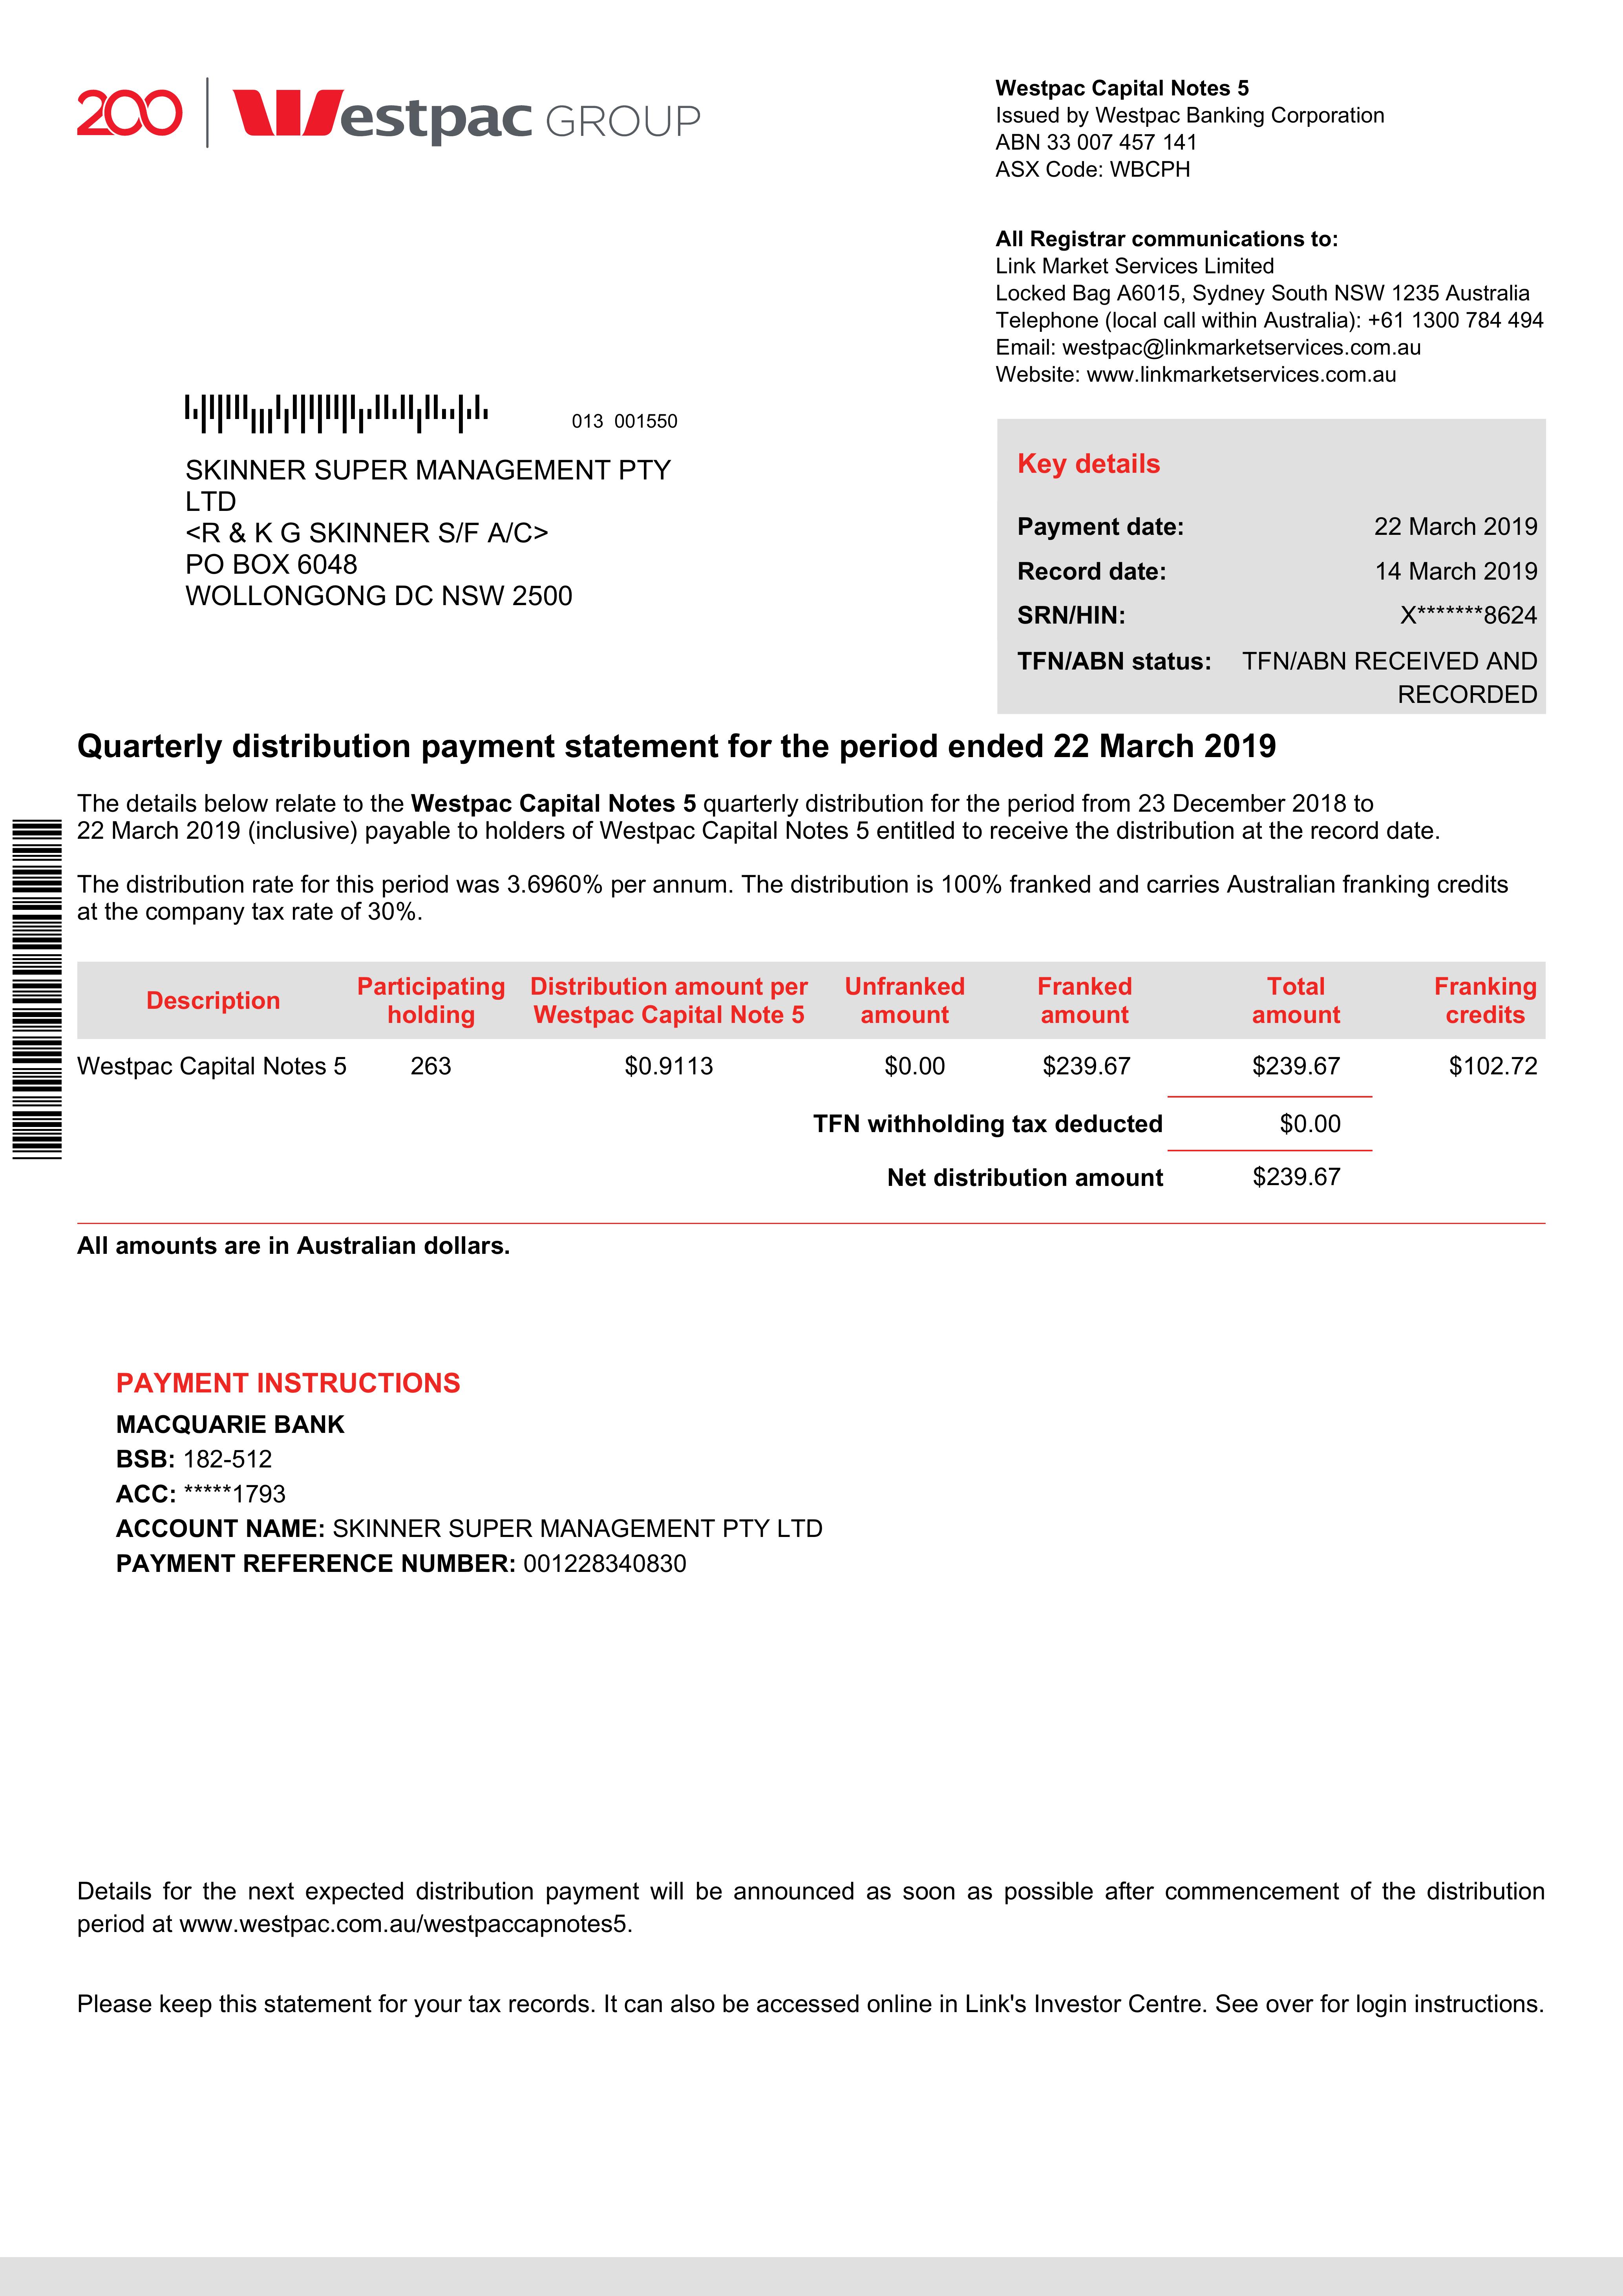 200 | Westpac GROUP
Westpac Capital Notes 5
Issued by Westpac Banking Corporation
ABN 33 007 457 141
ASX Code: WBCPH
All Registrar communications to:
Link Market Services Limited
Locked Bag A6015, Sydney South NSW 1235 Australia
Telephone (local call within Australia): +61 1300 784 494
Email: westpac@linkmarketservices.com.au
Website: www.linkmarketservices.com.au
013 001550
SKINNER SUPER MANAGEMENT PTY
LTD
<R & K G SKINNER S/F A/C>
PO BOX 6048
WOLLONGONG DC NSW 2500
Key details
Payment date: 22 March 2019
Record date: 14 March 2019
SRN/HIN: X*******8624
TFN/ABN status: TFN/ABN RECEIVED AND
RECORDED
Quarterly distribution payment statement for the period ended 22 March 2019
The details below relate to the Westpac Capital Notes 5 quarterly distribution for the period from 23 December 2018 to
22 March 2019 (inclusive) payable to holders of Westpac Capital Notes 5 entitled to receive the distribution at the record date.
The distribution rate for this period was 3.6960% per annum. The distribution is 100% franked and carries Australian franking credits
at the company tax rate of 30%.
Description Participating holding Distribution amount per Westpac Capital Note 5 Unfranked amount Franked amount Total amount Franking credits
Westpac Capital Notes 5 263 $0.9113 $0.00 $239.67 $239.67 $102.72
TFN withholding tax deducted $0.00
Net distribution amount $239.67
All amounts are in Australian dollars.
PAYMENT INSTRUCTIONS
MACQUARIE BANK
BSB: 182-512
ACC: *****1793
ACCOUNT NAME: SKINNER SUPER MANAGEMENT PTY LTD
PAYMENT REFERENCE NUMBER: 001228340830
Details for the next expected distribution payment will be announced as soon as possible after commencement of the distribution
period at www.westpac.com.au/westpaccapnotes5.
Please keep this statement for your tax records. It can also be accessed online in Link's Investor Centre. See over for login instructions.